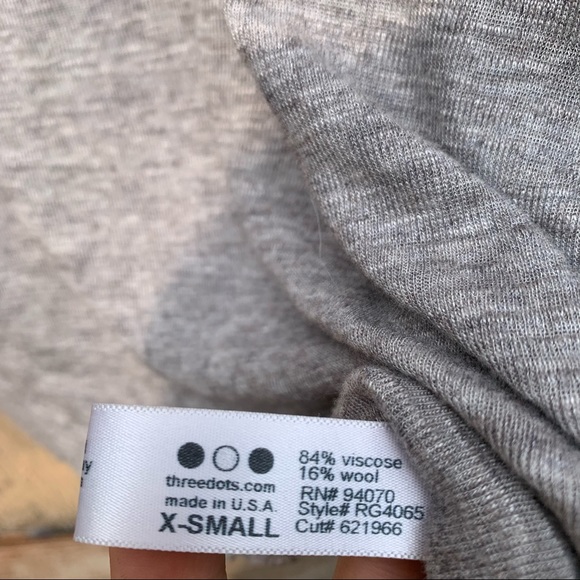 threedots.com
made in U.S.A.
X-SMALL
84% viscose
16% wool
RN# 94070
Style# RG4065
Cut# 621966